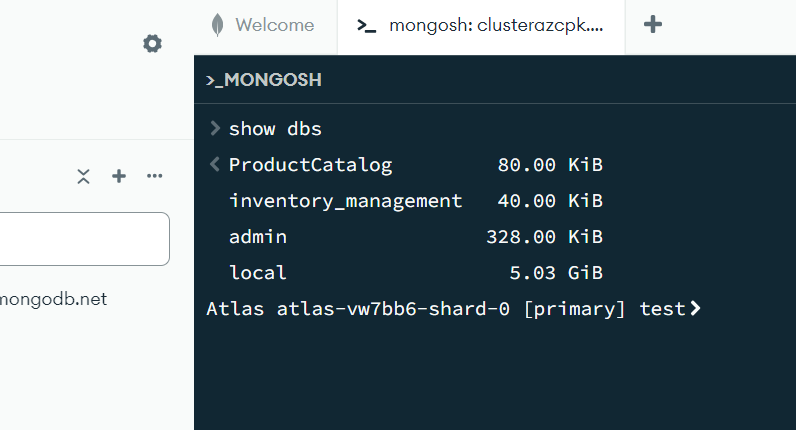 Welcome
>_ mongosh: clusterazcpk....
>_MONGOSH
show dbs
ProductCatalog 80.00 KiB
inventory_management 40.00 KiB
admin 328.00 KiB
local 5.03 GiB
mongodb.net
Atlas atlas-vw7bb6-shard-0 [primary] test>